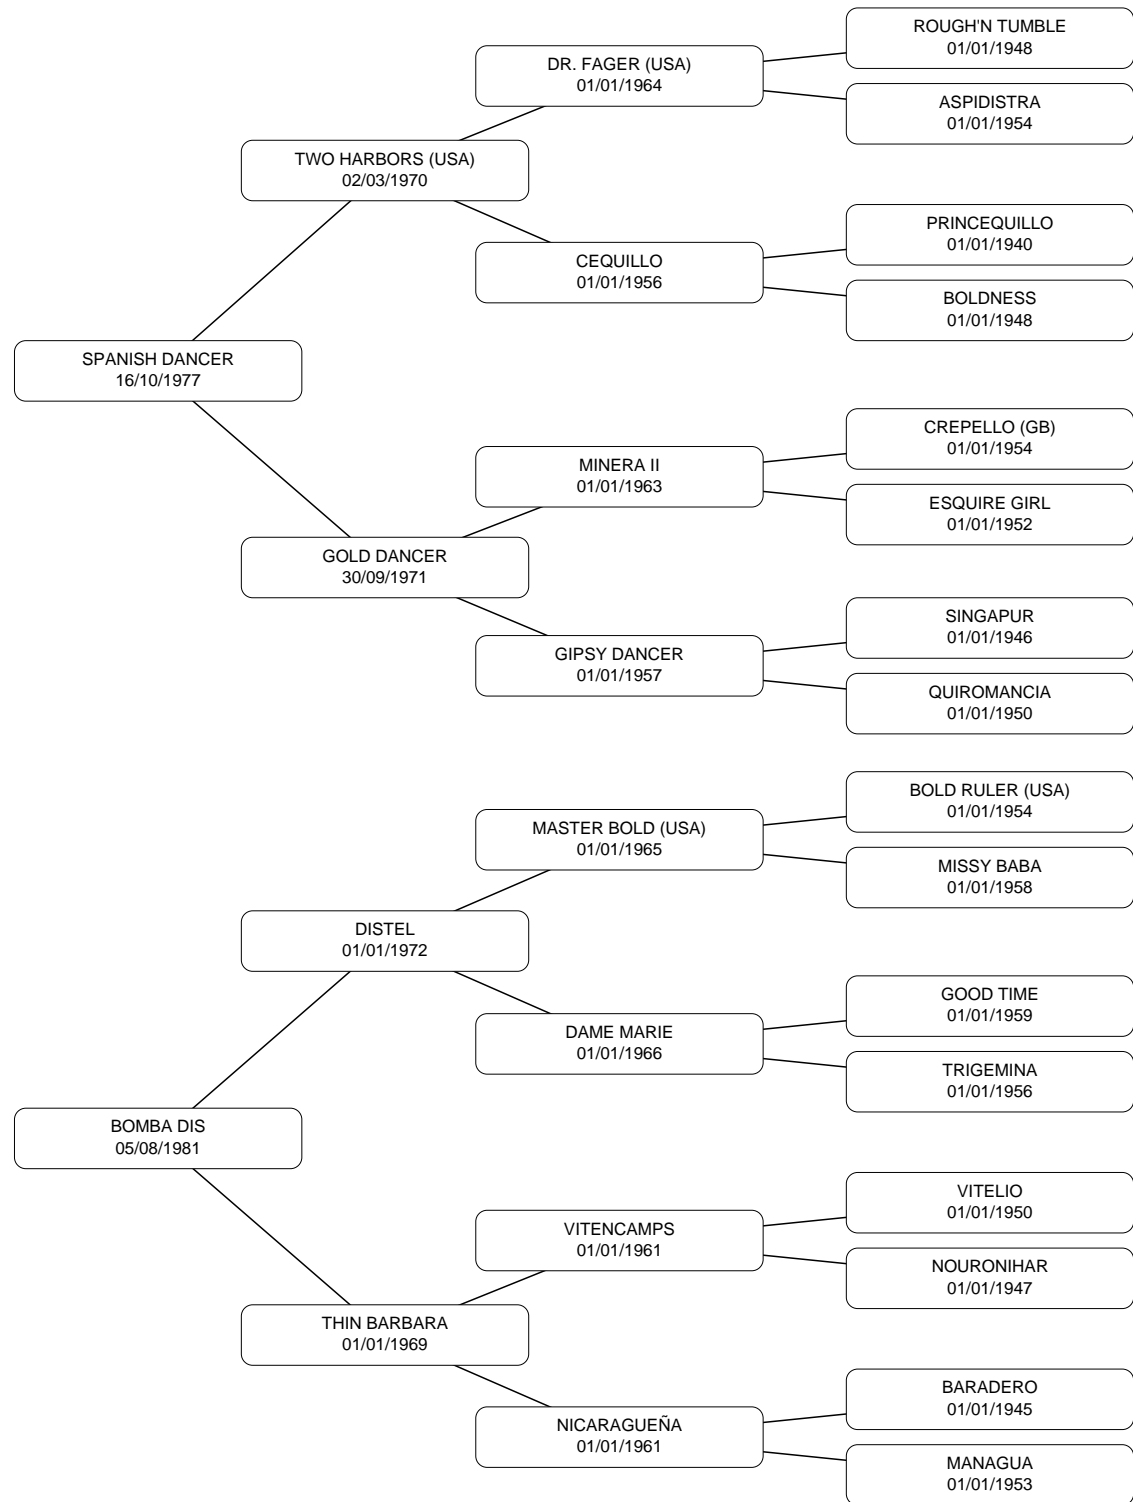 ROUGH'N TUMBLE
01/01/1948
DR. FAGER (USA)
01/01/1964
ASPIDISTRA
01/01/1954
TWO HARBORS (USA)
02/03/1970
PRINCEQUILLO
01/01/1940
CEQUILLO
01/01/1956
BOLDNESS
01/01/1948
SPANISH DANCER
16/10/1977
CREPELLO (GB)
01/01/1954
MINERA II
01/01/1963
ESQUIRE GIRL
01/01/1952
GOLD DANCER
30/09/1971
SINGAPUR
01/01/1946
GIPSY DANCER
01/01/1957
QUIROMANCIA
01/01/1950
BOLD RULER (USA)
01/01/1954
MASTER BOLD (USA)
01/01/1965
MISSY BABA
01/01/1958
DISTEL
01/01/1972
GOOD TIME
01/01/1959
DAME MARIE
01/01/1966
TRIGEMINA
01/01/1956
BOMBA DIS
05/08/1981
VITELIO
01/01/1950
VITENCAMPS
01/01/1961
NOURONIHAR
01/01/1947
THIN BARBARA
01/01/1969
BARADERO
01/01/1945
NICARAGUEÑA
01/01/1961
MANAGUA
01/01/1953